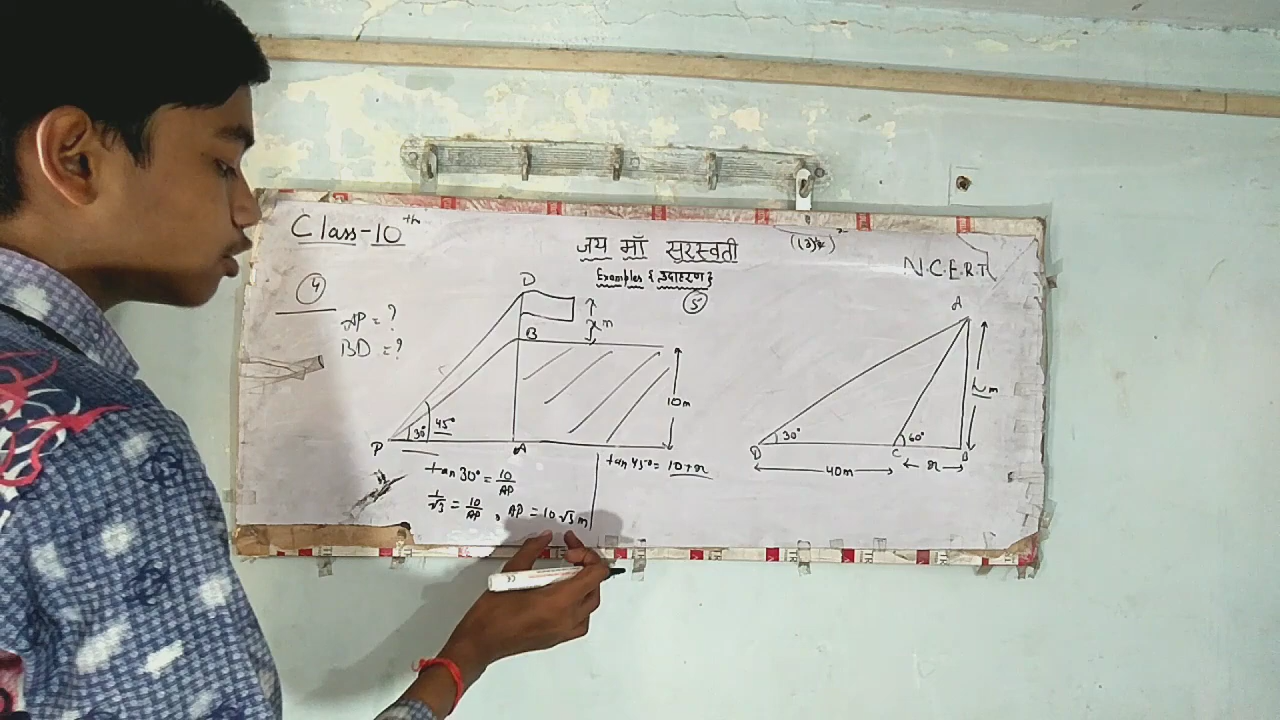 Class-10th
जय माँ सरस्वती
Examples {उदाहरण}
N.C.E.R.T
4
AP = ?
BD = ?
5
D
B
x m
10m
30°
45°
P
A
tan 30° = 10/AP
1/√3 = 10/AP , AP = 10√3 m
tan 45° = 10+x
A
h m
30°
60°
D
C
B
40m
x